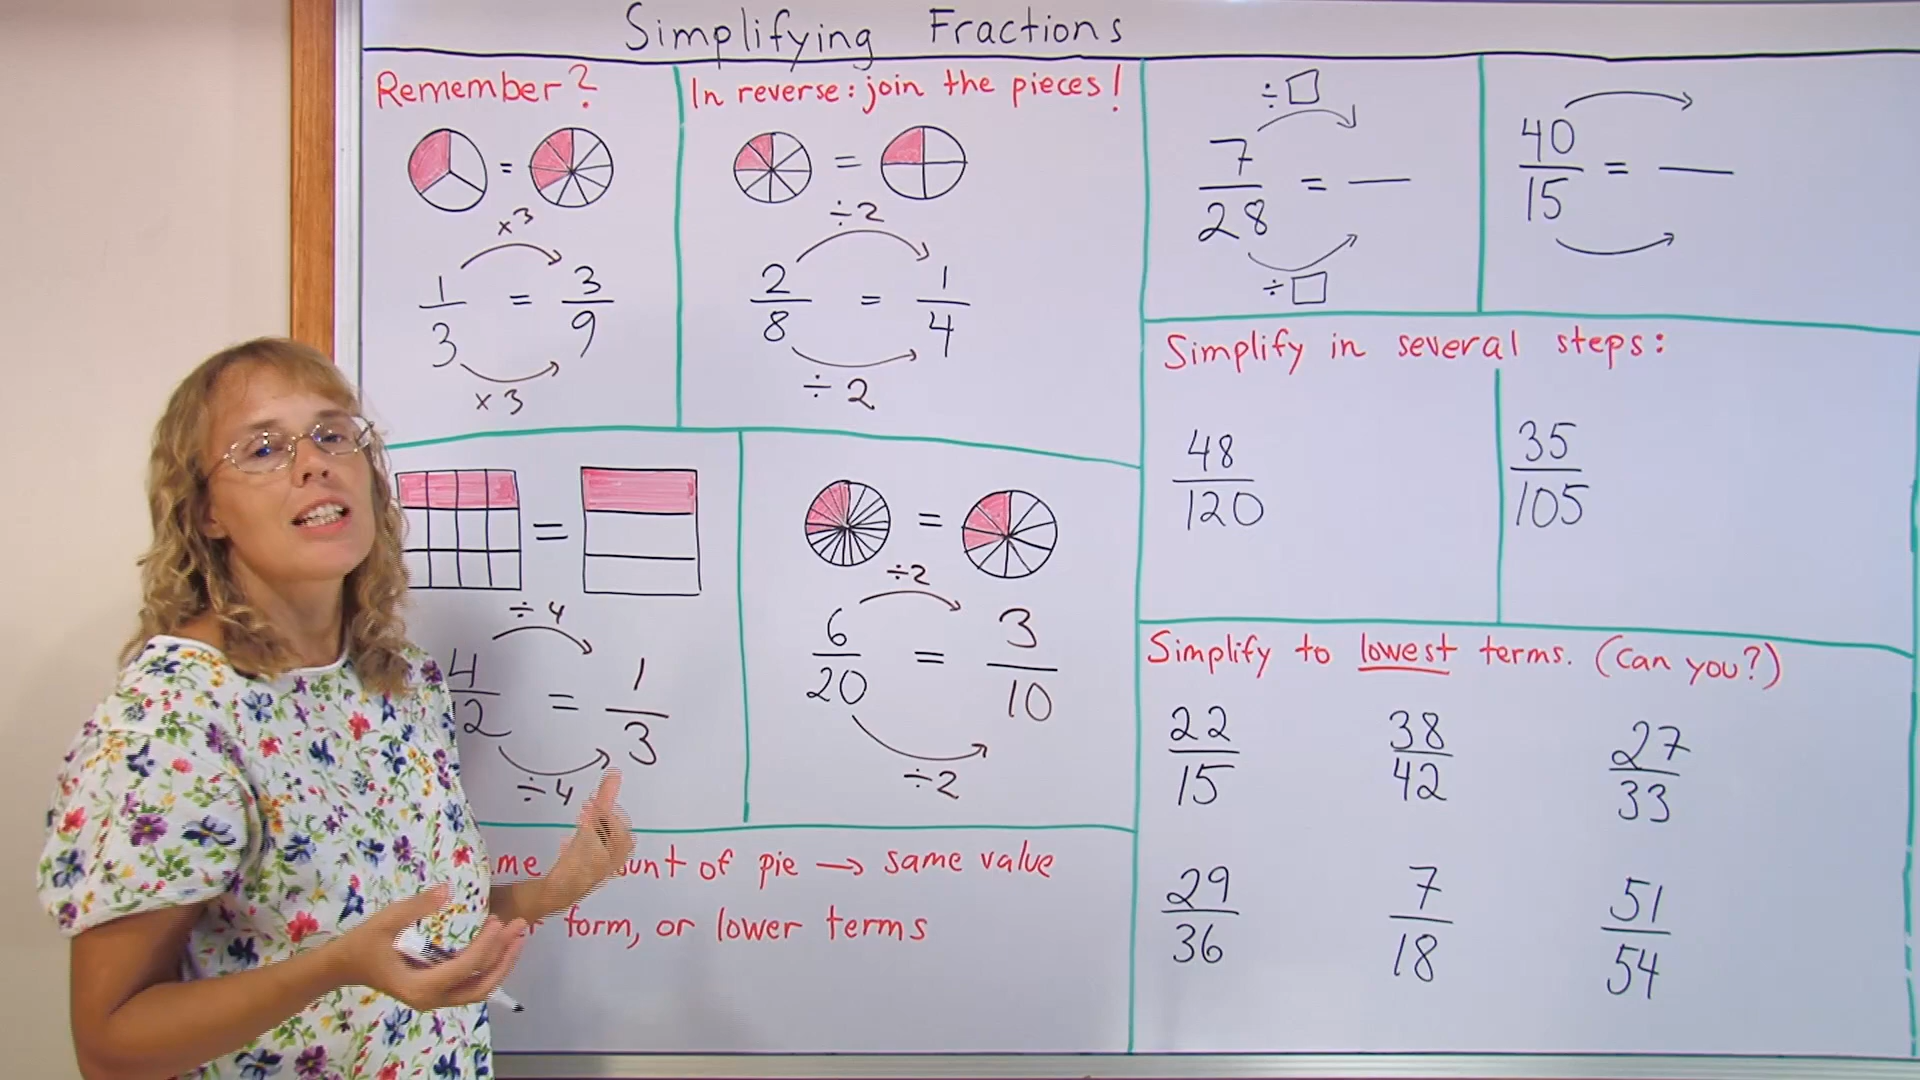 Simplifying Fractions
Remember?
×3
1/3 = 3/9
×3
In reverse: join the pieces!
÷2
2/8 = 1/4
÷2
÷□
7/28 = —
÷□
40/15 = —
÷4
4/12 = 1/3
÷4
÷2
6/20 = 3/10
÷2
of pie → same value
form, or lower terms
Simplify in several steps:
48/120 35/105
Simplify to lowest terms. (Can you?)
22/15 38/42 27/33
29/36 7/18 51/54